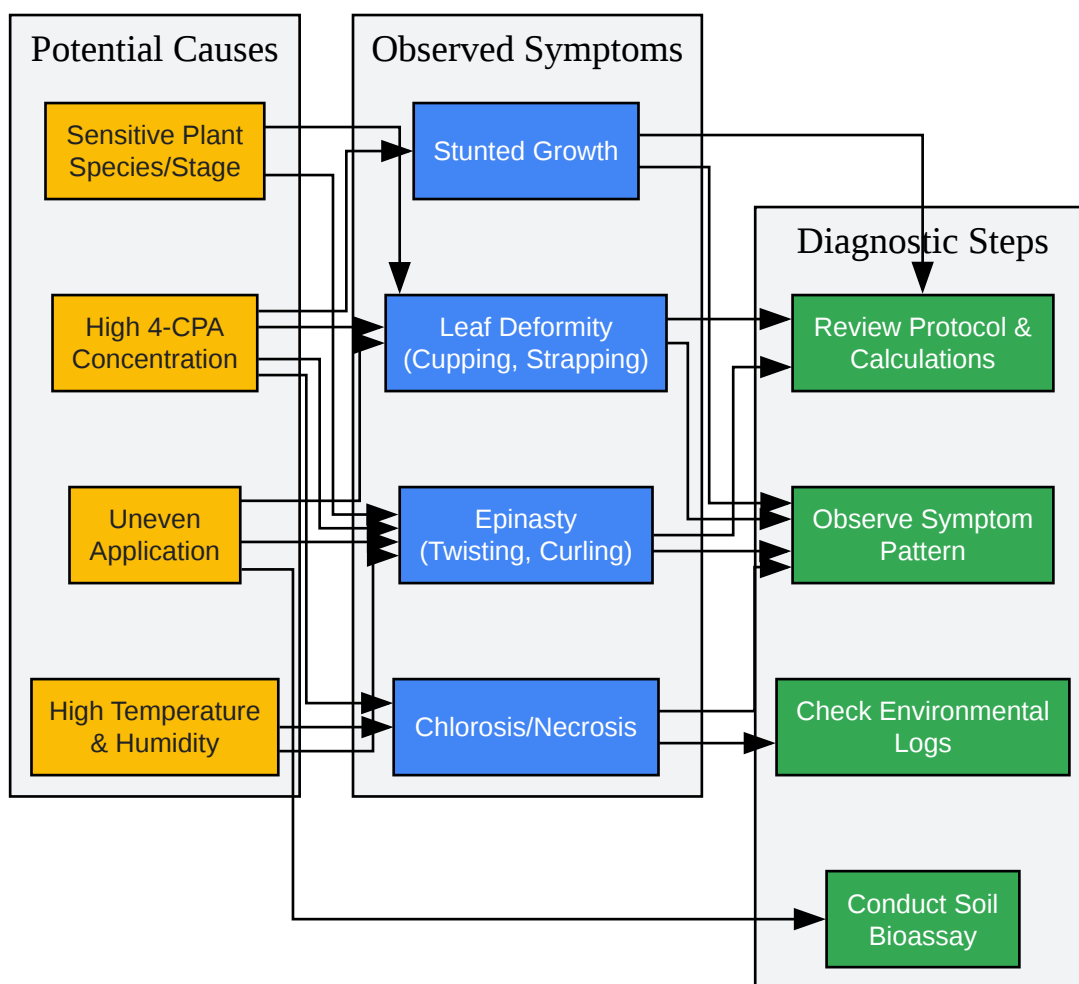 Potential Causes
Sensitive Plant
Species/Stage
High 4-CPA
Concentration
Uneven
Application
High Temperature
& Humidity
Observed Symptoms
Stunted Growth
Leaf Deformity
(Cupping, Strapping)
Epinasty
(Twisting, Curling)
Chlorosis/Necrosis
Diagnostic Steps
Review Protocol &
Calculations
Observe Symptom
Pattern
Check Environmental
Logs
Conduct Soil
Bioassay